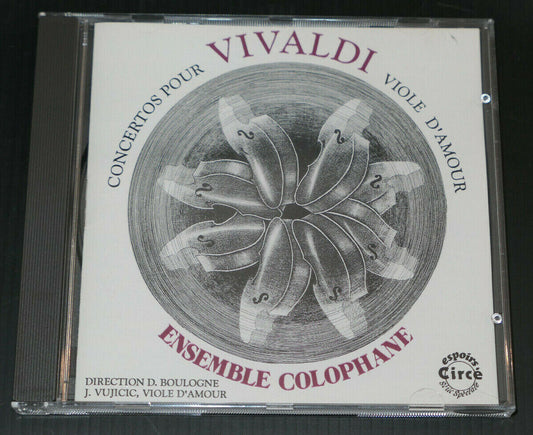 CONCERTOS POUR
VIVALDI
VIOLE D'AMOUR
ENSEMBLE COLOPHANE
DIRECTION D. BOULOGNE
J. VUJICIC, VIOLE D'AMOUR
espoirs
Circé